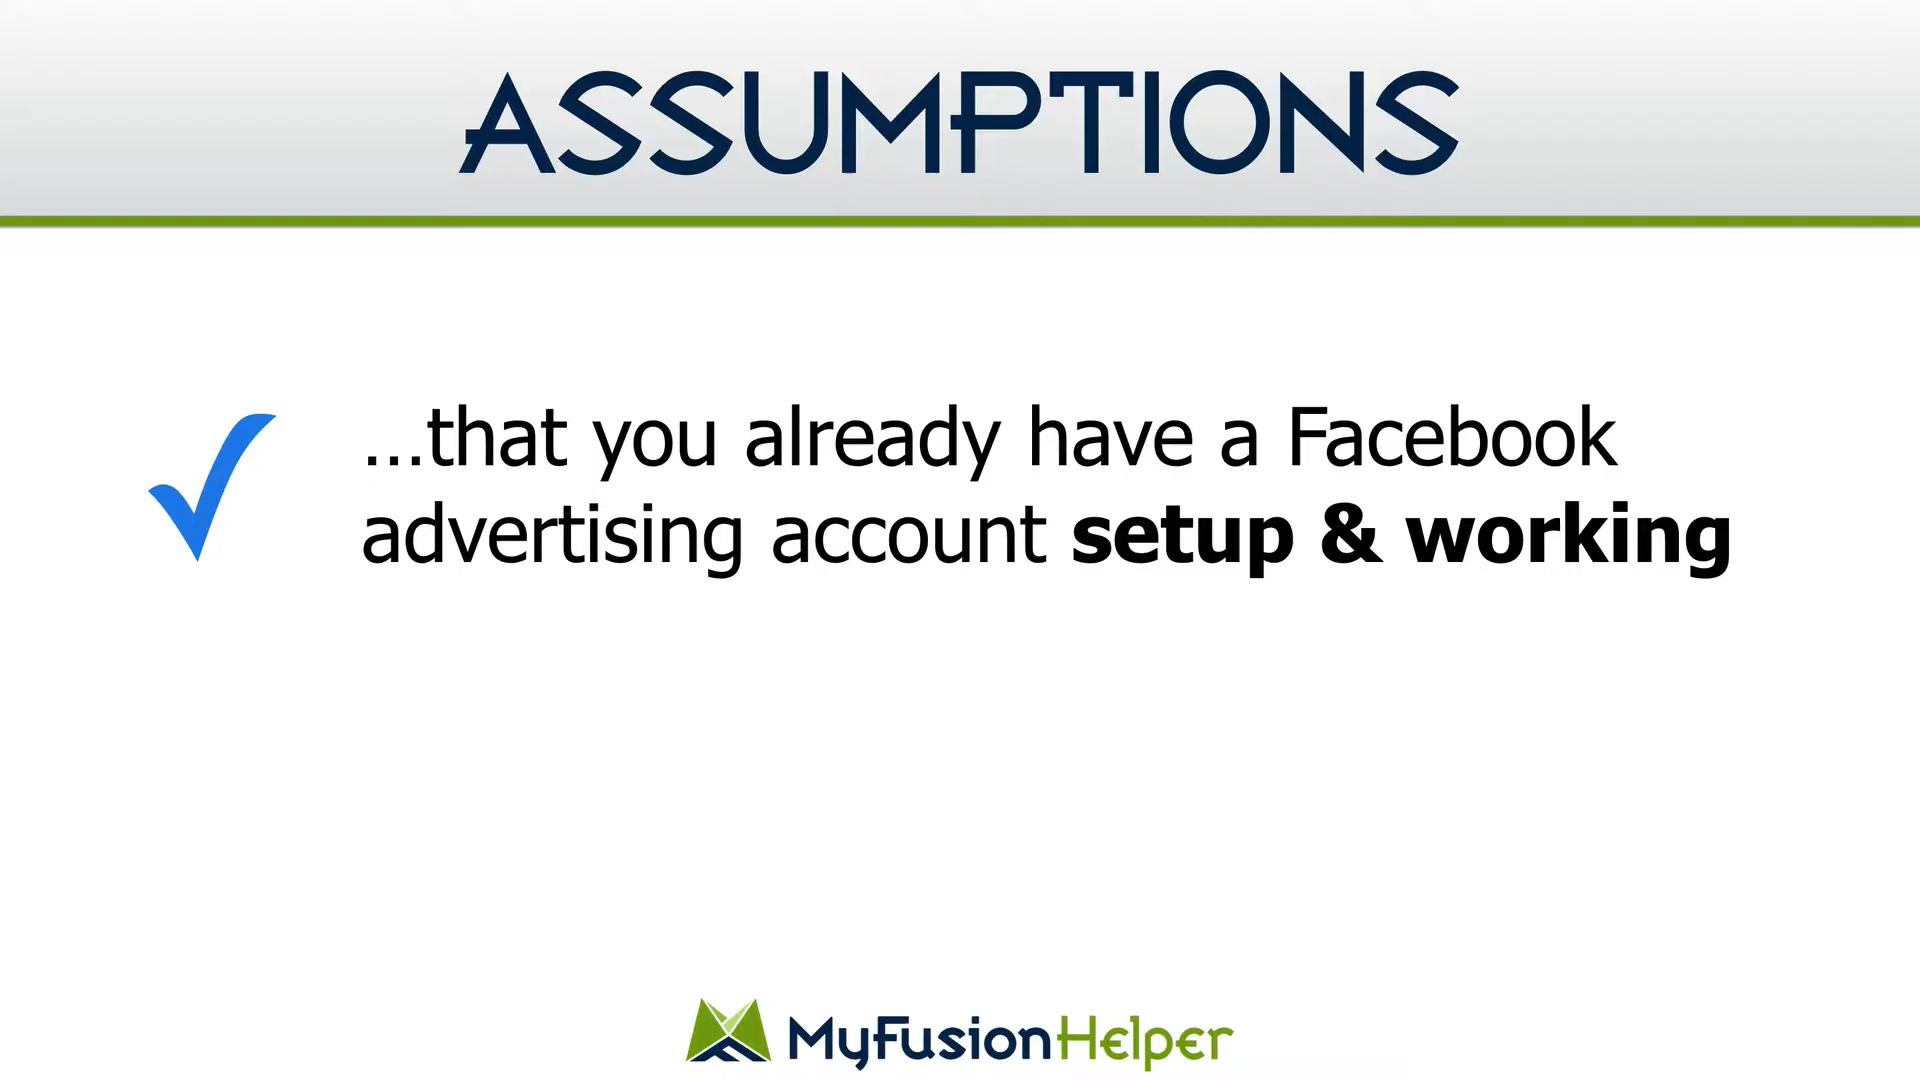 ASSUMPTIONS
...that you already have a Facebook
advertising account setup & working
MyFusionHelper